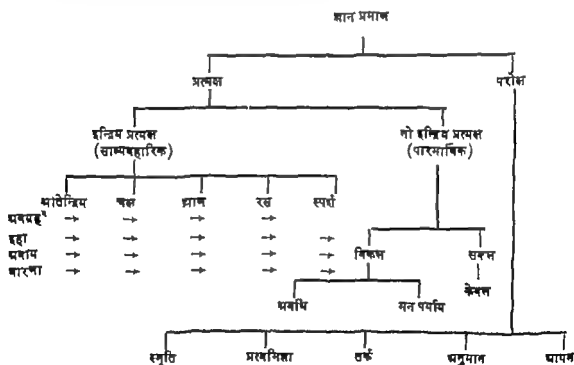 ज्ञान प्रमाण
प्रत्यक्ष परोक्ष
इन्द्रिय प्रत्यक्ष नो इन्द्रिय प्रत्यक्ष
(साव्यवहारिक) (पारमार्थिक)
श्रोतेन्द्रिय चक्ष घ्राण रस स्पर्श
अवग्रह → → → →
इहा → → → → →
अवाय → → → → →
धारणा → → → → →
विकल सकल
अवधि मन पर्याय केवल
स्मृति प्रत्यभिज्ञा तर्क अनुमान आगम